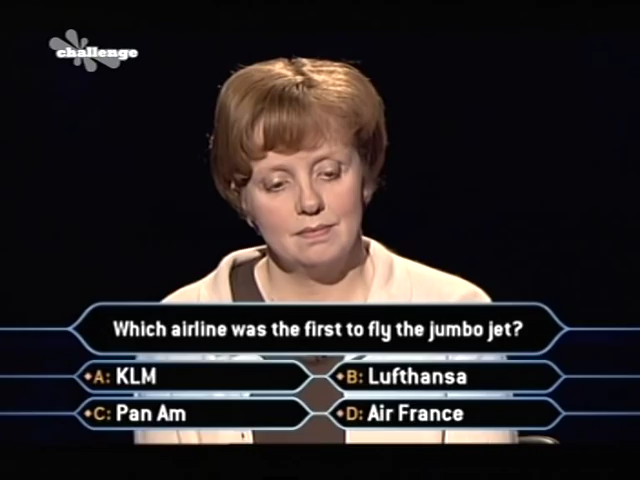 challenge
Which airline was the first to fly the jumbo jet?
A: KLM
B: Lufthansa
C: Pan Am
D: Air France